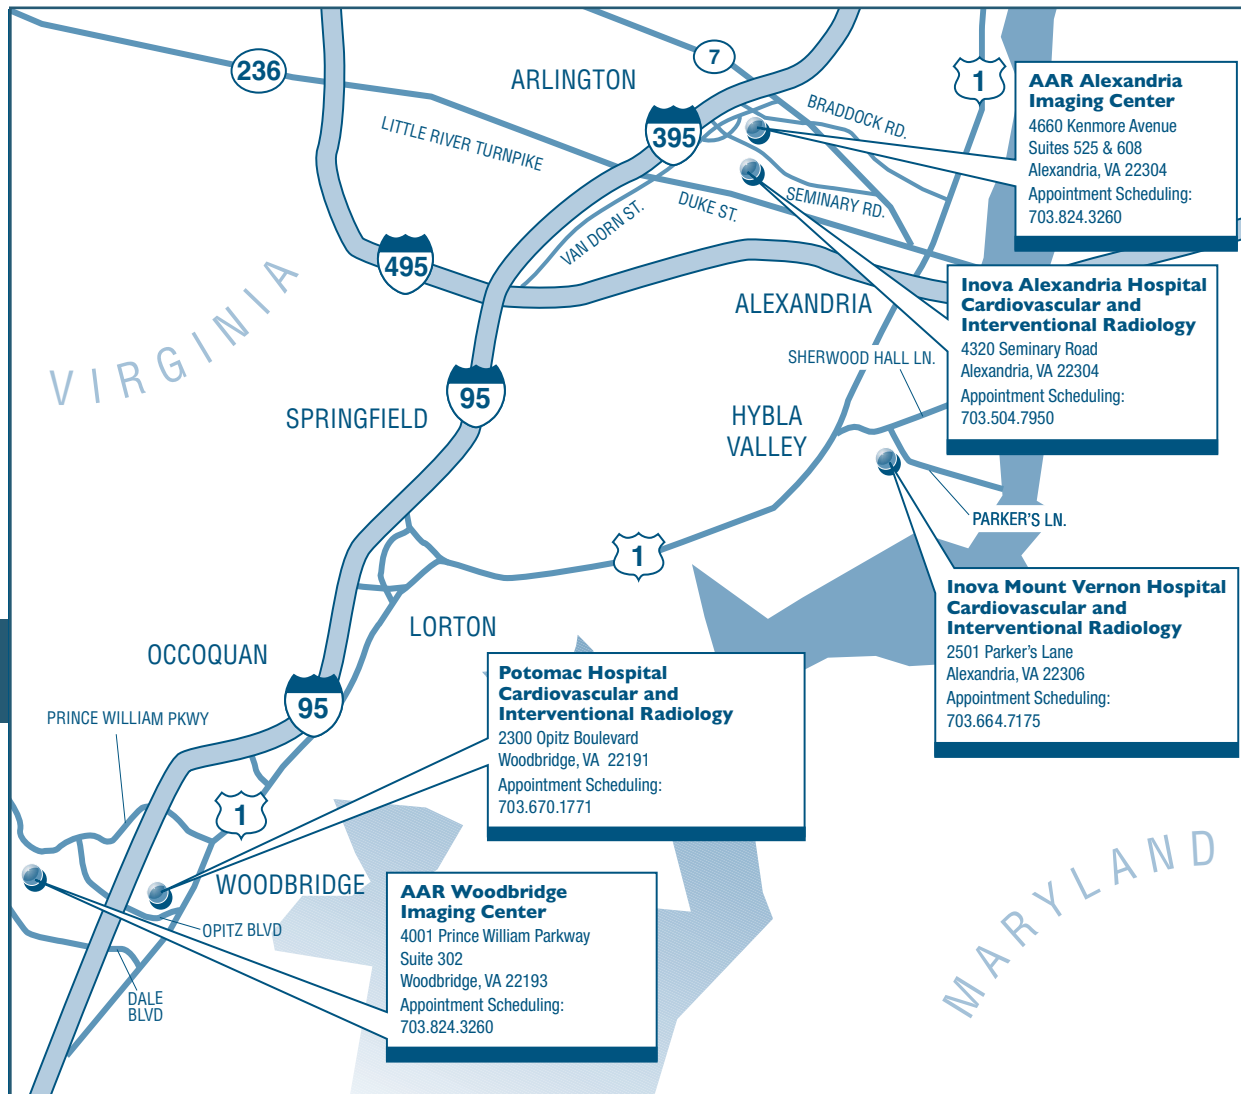 236
7
1
ARLINGTON
BRADDOCK RD.
395
LITTLE RIVER TURNPIKE
AAR Alexandria
Imaging Center
4660 Kenmore Avenue
Suites 525 & 608
Alexandria, VA 22304
Appointment Scheduling:
703.824.3260
SEMINARY RD.
DUKE ST.
VAN DORN ST.
495
VIRGINIA
ALEXANDRIA
Inova Alexandria Hospital
Cardiovascular and
Interventional Radiology
4320 Seminary Road
Alexandria, VA 22304
Appointment Scheduling:
703.504.7950
SHERWOOD HALL LN.
95
SPRINGFIELD
HYBLA
VALLEY
PARKER'S LN.
1
Inova Mount Vernon Hospital
Cardiovascular and
Interventional Radiology
2501 Parker's Lane
Alexandria, VA 22306
Appointment Scheduling:
703.664.7175
LORTON
OCCOQUAN
95
Potomac Hospital
Cardiovascular and
Interventional Radiology
2300 Opitz Boulevard
Woodbridge, VA 22191
Appointment Scheduling:
703.670.1771
PRINCE WILLIAM PKWY
1
MARYLAND
WOODBRIDGE
OPITZ BLVD
AAR Woodbridge
Imaging Center
4001 Prince William Parkway
Suite 302
Woodbridge, VA 22193
Appointment Scheduling:
703.824.3260
DALE
BLVD